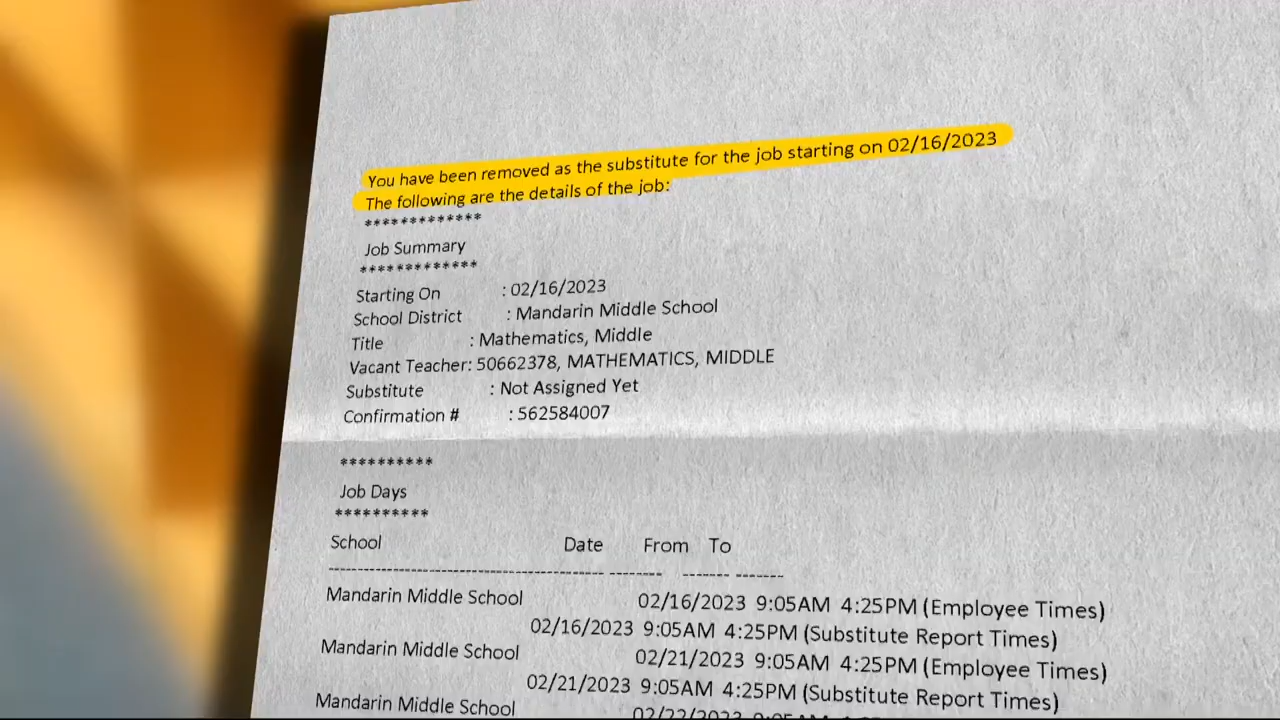 You have been removed as the substitute for the job starting on 02/16/2023
The following are the details of the job:
*************
Job Summary
*************
Starting On : 02/16/2023
School District : Mandarin Middle School
Title : Mathematics, Middle
Vacant Teacher: 50662378, MATHEMATICS, MIDDLE
Substitute : Not Assigned Yet
Confirmation # : 562584007
**********
Job Days
**********
School Date From To
Mandarin Middle School 02/16/2023 9:05AM 4:25PM (Employee Times)
02/16/2023 9:05AM 4:25PM (Substitute Report Times)
Mandarin Middle School 02/21/2023 9:05AM 4:25PM (Employee Times)
02/21/2023 9:05AM 4:25PM (Substitute Report Times)
Mandarin Middle School 02/22/2023 9:05AM